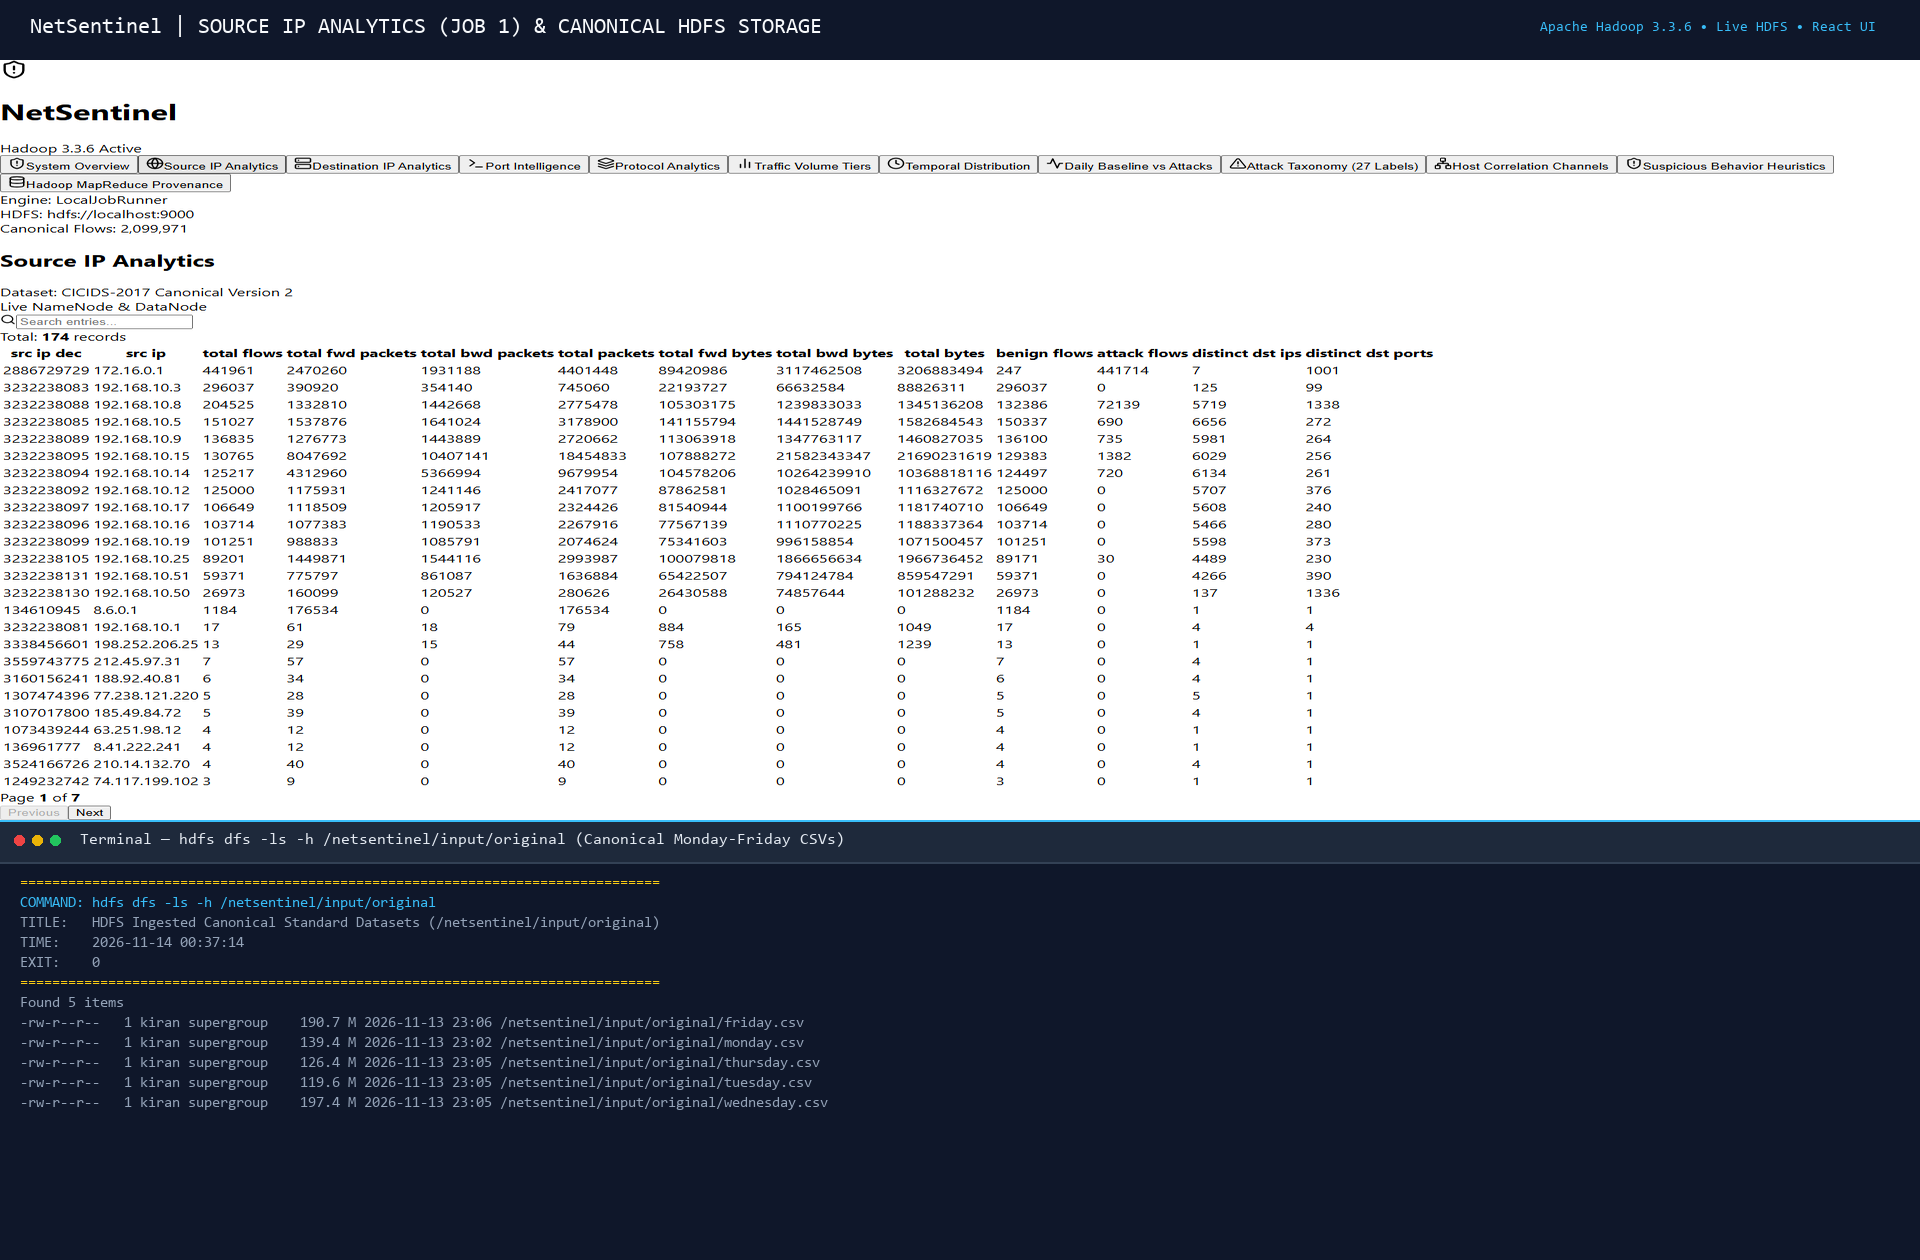 NetSentinel | SOURCE IP ANALYTICS (JOB 1) & CANONICAL HDFS STORAGE
Apache Hadoop 3.3.6 • Live HDFS • React UI
NetSentinel
Hadoop 3.3.6 Active
System Overview Source IP Analytics Destination IP Analytics Port Intelligence Protocol Analytics Traffic Volume Tiers Temporal Distribution Daily Baseline vs Attacks Attack Taxonomy (27 Labels) Host Correlation Channels Suspicious Behavior Heuristics
Hadoop MapReduce Provenance
Engine: LocalJobRunner
HDFS: hdfs://localhost:9000
Canonical Flows: 2,099,971
Source IP Analytics
Dataset: CICIDS-2017 Canonical Version 2
Live NameNode & DataNode
Search entries...
Total: 174 records
src ip dec src ip total flows total fwd packets total bwd packets total packets total fwd bytes total bwd bytes total bytes benign flows attack flows distinct dst ips distinct dst ports
2886729729 172.16.0.1 441961 2470260 1931188 4401448 89420986 3117462508 3206883494 247 441714 7 1001
3232238083 192.168.10.3 296037 390920 354140 745060 22193727 66632584 88826311 296037 0 125 99
3232238088 192.168.10.8 204525 1332810 1442668 2775478 105303175 1239833033 1345136208 132386 72139 5719 1338
3232238085 192.168.10.5 151027 1537876 1641024 3178900 141155794 1441528749 1582684543 150337 690 6656 272
3232238089 192.168.10.9 136835 1276773 1443889 2720662 113063918 1347763117 1460827035 136100 735 5981 264
3232238095 192.168.10.15 130765 8047692 10407141 18454833 107888272 21582343347 21690231619 129383 1382 6029 256
3232238094 192.168.10.14 125217 4312960 5366994 9679954 104578206 10264239910 10368818116 124497 720 6134 261
3232238092 192.168.10.12 125000 1175931 1241146 2417077 87862581 1028465091 1116327672 125000 0 5707 376
3232238097 192.168.10.17 106649 1118509 1205917 2324426 81540944 1100199766 1181740710 106649 0 5608 240
3232238096 192.168.10.16 103714 1077383 1190533 2267916 77567139 1110770225 1188337364 103714 0 5466 280
3232238099 192.168.10.19 101251 988833 1085791 2074624 75341603 996158854 1071500457 101251 0 5598 373
3232238105 192.168.10.25 89201 1449871 1544116 2993987 100079818 1866656634 1966736452 89171 30 4489 230
3232238131 192.168.10.51 59371 775797 861087 1636884 65422507 794124784 859547291 59371 0 4266 390
3232238130 192.168.10.50 26973 160099 120527 280626 26430588 74857644 101288232 26973 0 137 1336
134610945 8.6.0.1 1184 176534 0 176534 0 0 0 1184 0 1 1
3232238081 192.168.10.1 17 61 18 79 884 165 1049 17 0 4 4
3338456601 198.252.206.25 13 29 15 44 758 481 1239 13 0 1 1
3559743775 212.45.97.31 7 57 0 57 0 0 0 7 0 4 1
3160156241 188.92.40.81 6 34 0 34 0 0 0 6 0 4 1
1307474396 77.238.121.220 5 28 0 28 0 0 0 5 0 5 1
3107017800 185.49.84.72 5 39 0 39 0 0 0 5 0 4 1
1073439244 63.251.98.12 4 12 0 12 0 0 0 4 0 1 1
136961777 8.41.222.241 4 12 0 12 0 0 0 4 0 1 1
3524166726 210.14.132.70 4 40 0 40 0 0 0 4 0 4 1
1249232742 74.117.199.102 3 9 0 9 0 0 0 3 0 1 1
Page 1 of 7
Previous Next
Terminal — hdfs dfs -ls -h /netsentinel/input/original (Canonical Monday-Friday CSVs)
================================================================================
COMMAND: hdfs dfs -ls -h /netsentinel/input/original
TITLE: HDFS Ingested Canonical Standard Datasets (/netsentinel/input/original)
TIME: 2026-11-14 00:37:14
EXIT: 0
================================================================================
Found 5 items
-rw-r--r-- 1 kiran supergroup 190.7 M 2026-11-13 23:06 /netsentinel/input/original/friday.csv
-rw-r--r-- 1 kiran supergroup 139.4 M 2026-11-13 23:02 /netsentinel/input/original/monday.csv
-rw-r--r-- 1 kiran supergroup 126.4 M 2026-11-13 23:05 /netsentinel/input/original/thursday.csv
-rw-r--r-- 1 kiran supergroup 119.6 M 2026-11-13 23:05 /netsentinel/input/original/tuesday.csv
-rw-r--r-- 1 kiran supergroup 197.4 M 2026-11-13 23:05 /netsentinel/input/original/wednesday.csv